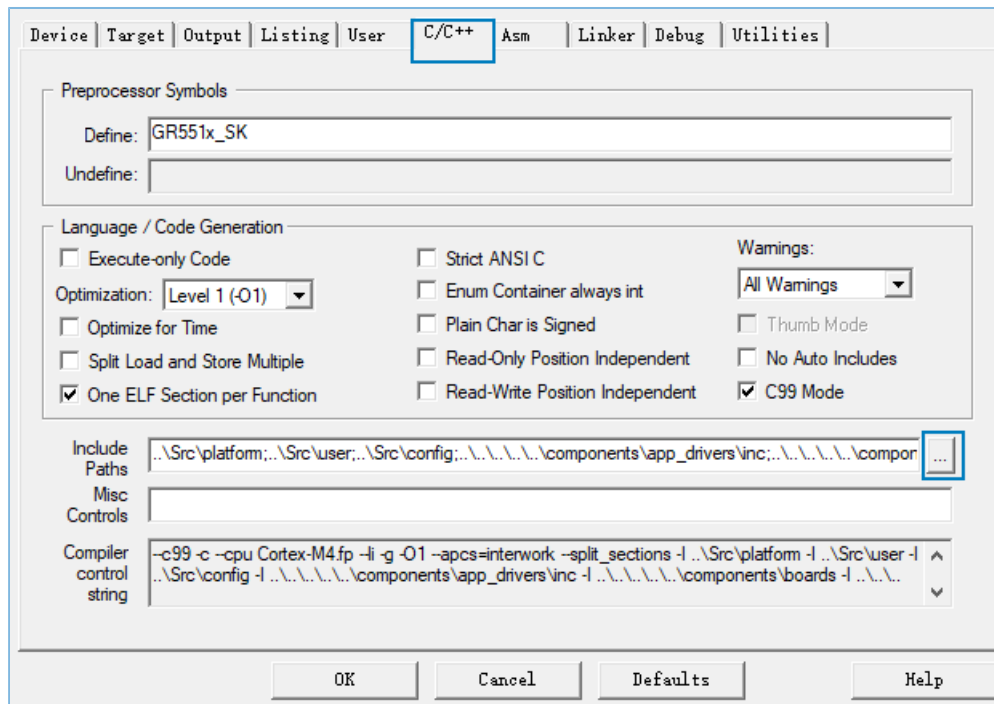 Device Target Output Listing User C/C++ Asm Linker Debug Utilities
Preprocessor Symbols
Define: GR551x_SK
Undefine:
Language / Code Generation
Execute-only Code
Optimization: Level 1 (-O1)
Optimize for Time
Split Load and Store Multiple
One ELF Section per Function
Strict ANSI C
Enum Container always int
Plain Char is Signed
Read-Only Position Independent
Read-Write Position Independent
Warnings:
All Warnings
Thumb Mode
No Auto Includes
C99 Mode
Include Paths
..\Src\platform;..\Src\user;..\Src\config;..\..\..\..\..\components\app_drivers\inc;..\..\..\..\..\compon
...
Misc Controls
Compiler control string
--c99 -c --cpu Cortex-M4.fp --li -g -O1 --apcs=interwork --split_sections -I ..\Src\platform -I ..\Src\user -I
..\Src\config -I ..\..\..\..\..\components\app_drivers\inc -I ..\..\..\..\..\components\boards -I ..\..\..
OK Cancel Defaults Help